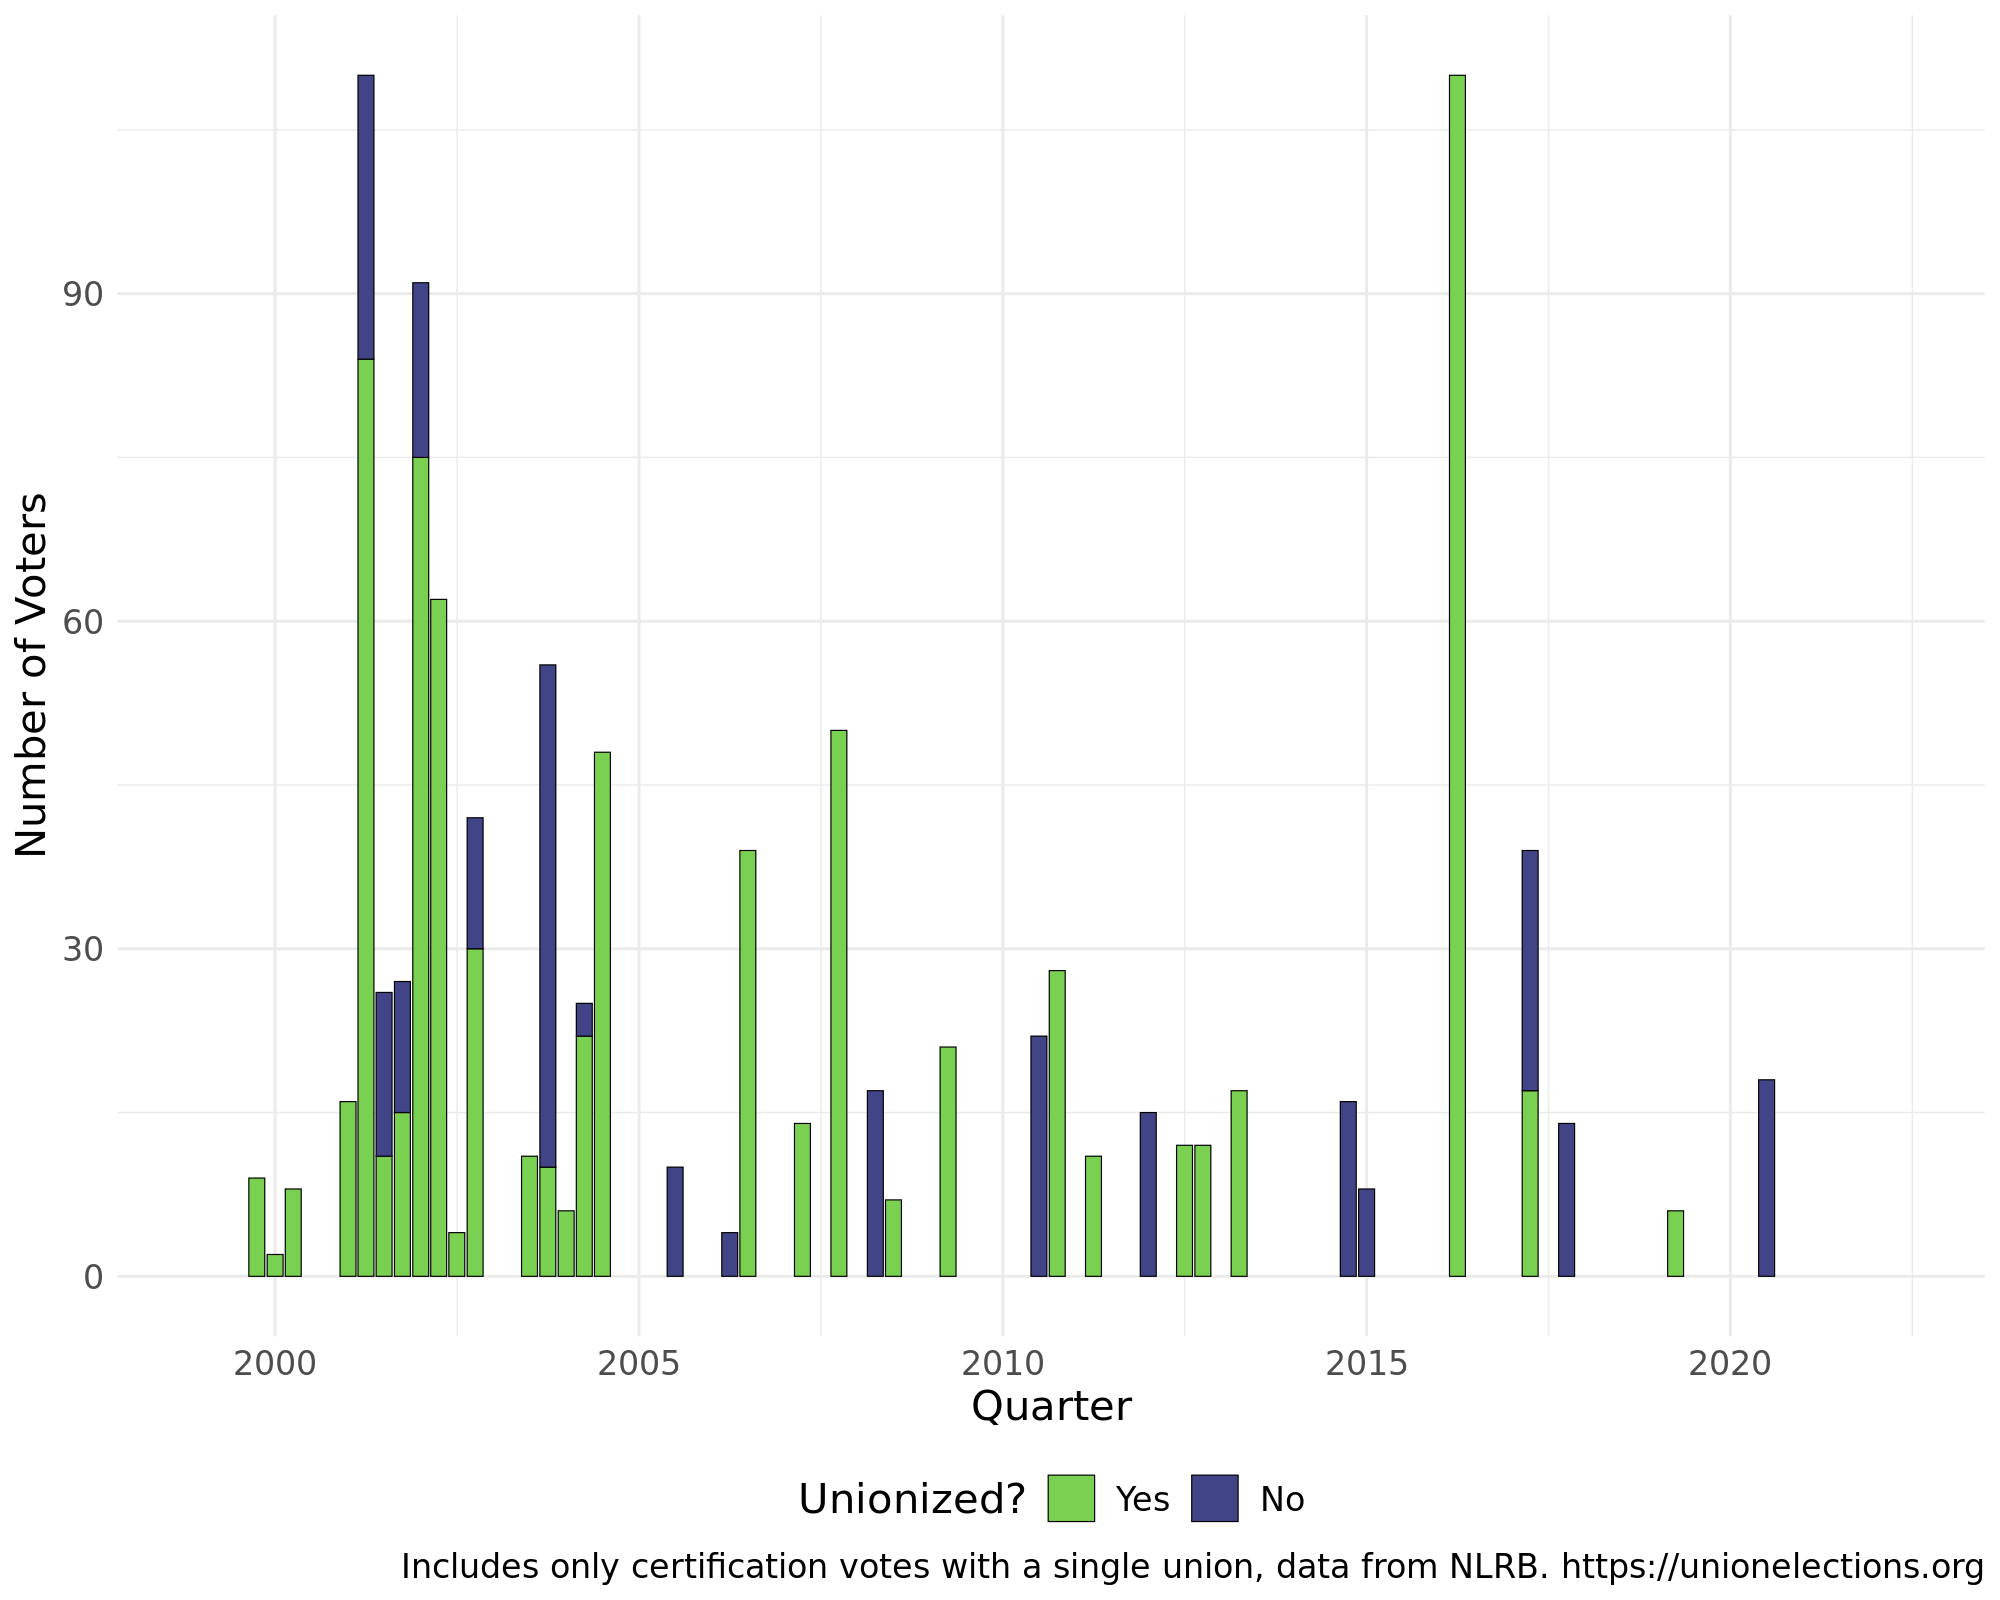 Number of Voters
90
60
30
0
2000 2005 2010 2015 2020
Quarter
Unionized? Yes No
Includes only certification votes with a single union, data from NLRB. https://unionelections.org